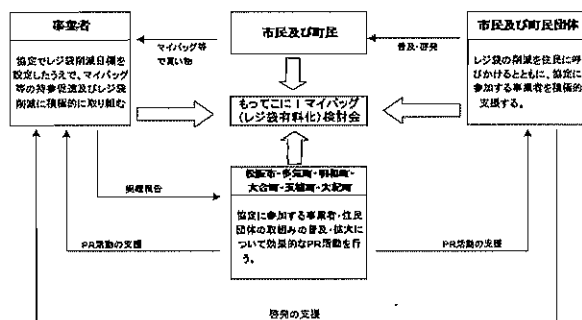 事業者
協定でレジ袋削減目標を
設定したうえで、マイバッグ
等の持参促進及びレジ袋
削減に積極的に取り組む
マイバッグ等
で買い物
市民及び町民
普及・啓発
市民及び町民団体
レジ袋の削減を住民に呼
びかけるとともに、協定に
参加する事業者を積極的
支援する。
もってこに！マイバッグ
（レジ袋有料化）検討会
松阪市・多気町・明和町・
大台町・玉城町・大紀町
協定に参加する事業者・住民
団体の取組みの普及・拡大に
ついて効果的なPR活動を行
う。
報告
PR活動の支援
PR活動の支援
啓発の支援